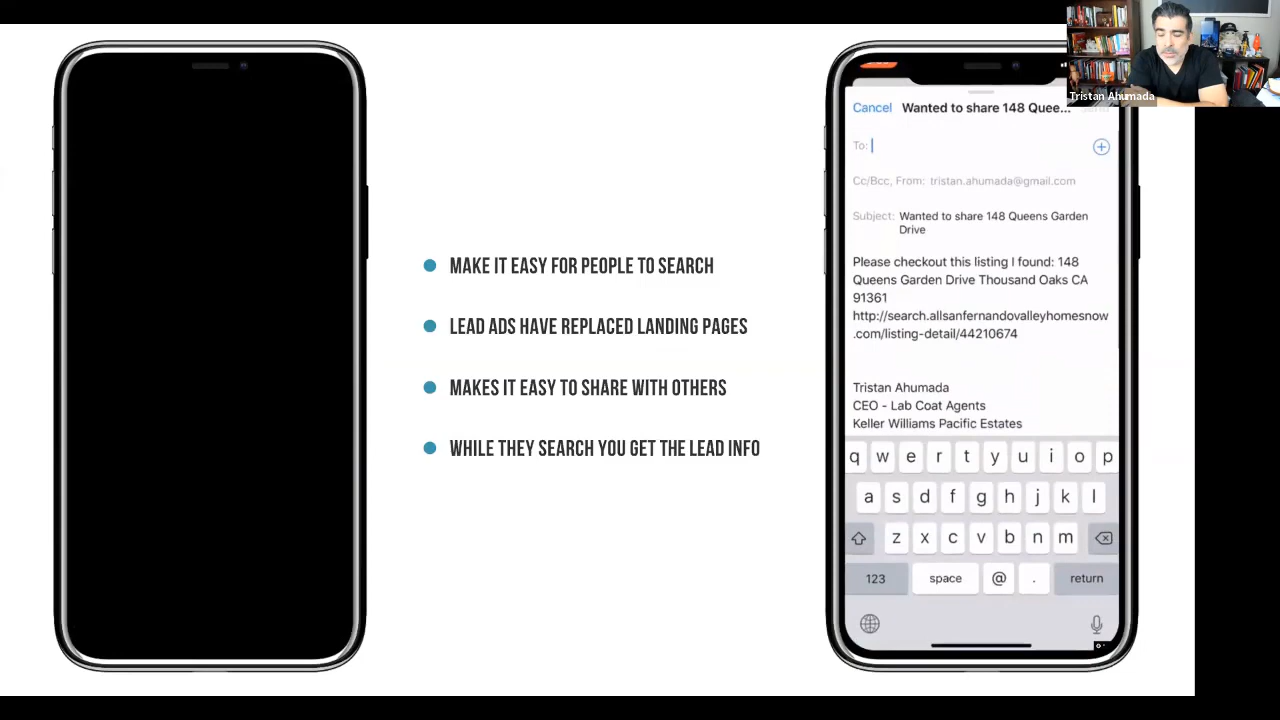 MAKE IT EASY FOR PEOPLE TO SEARCH
LEAD ADS HAVE REPLACED LANDING PAGES
MAKES IT EASY TO SHARE WITH OTHERS
WHILE THEY SEARCH YOU GET THE LEAD INFO
Cancel Wanted to share 148 Quee...
To:
Cc/Bcc, From: tristan.ahumada@gmail.com
Subject: Wanted to share 148 Queens Garden
Drive
Please checkout this listing I found: 148
Queens Garden Drive Thousand Oaks CA
91361
http://search.allsanfernandovalleyhomesnow
.com/listing-detail/44210674
Tristan Ahumada
CEO - Lab Coat Agents
Keller Williams Pacific Estates
q w e r t y u i o p
a s d f g h j k l
z x c v b n m
123 space @ . return
Tristan Ahumada